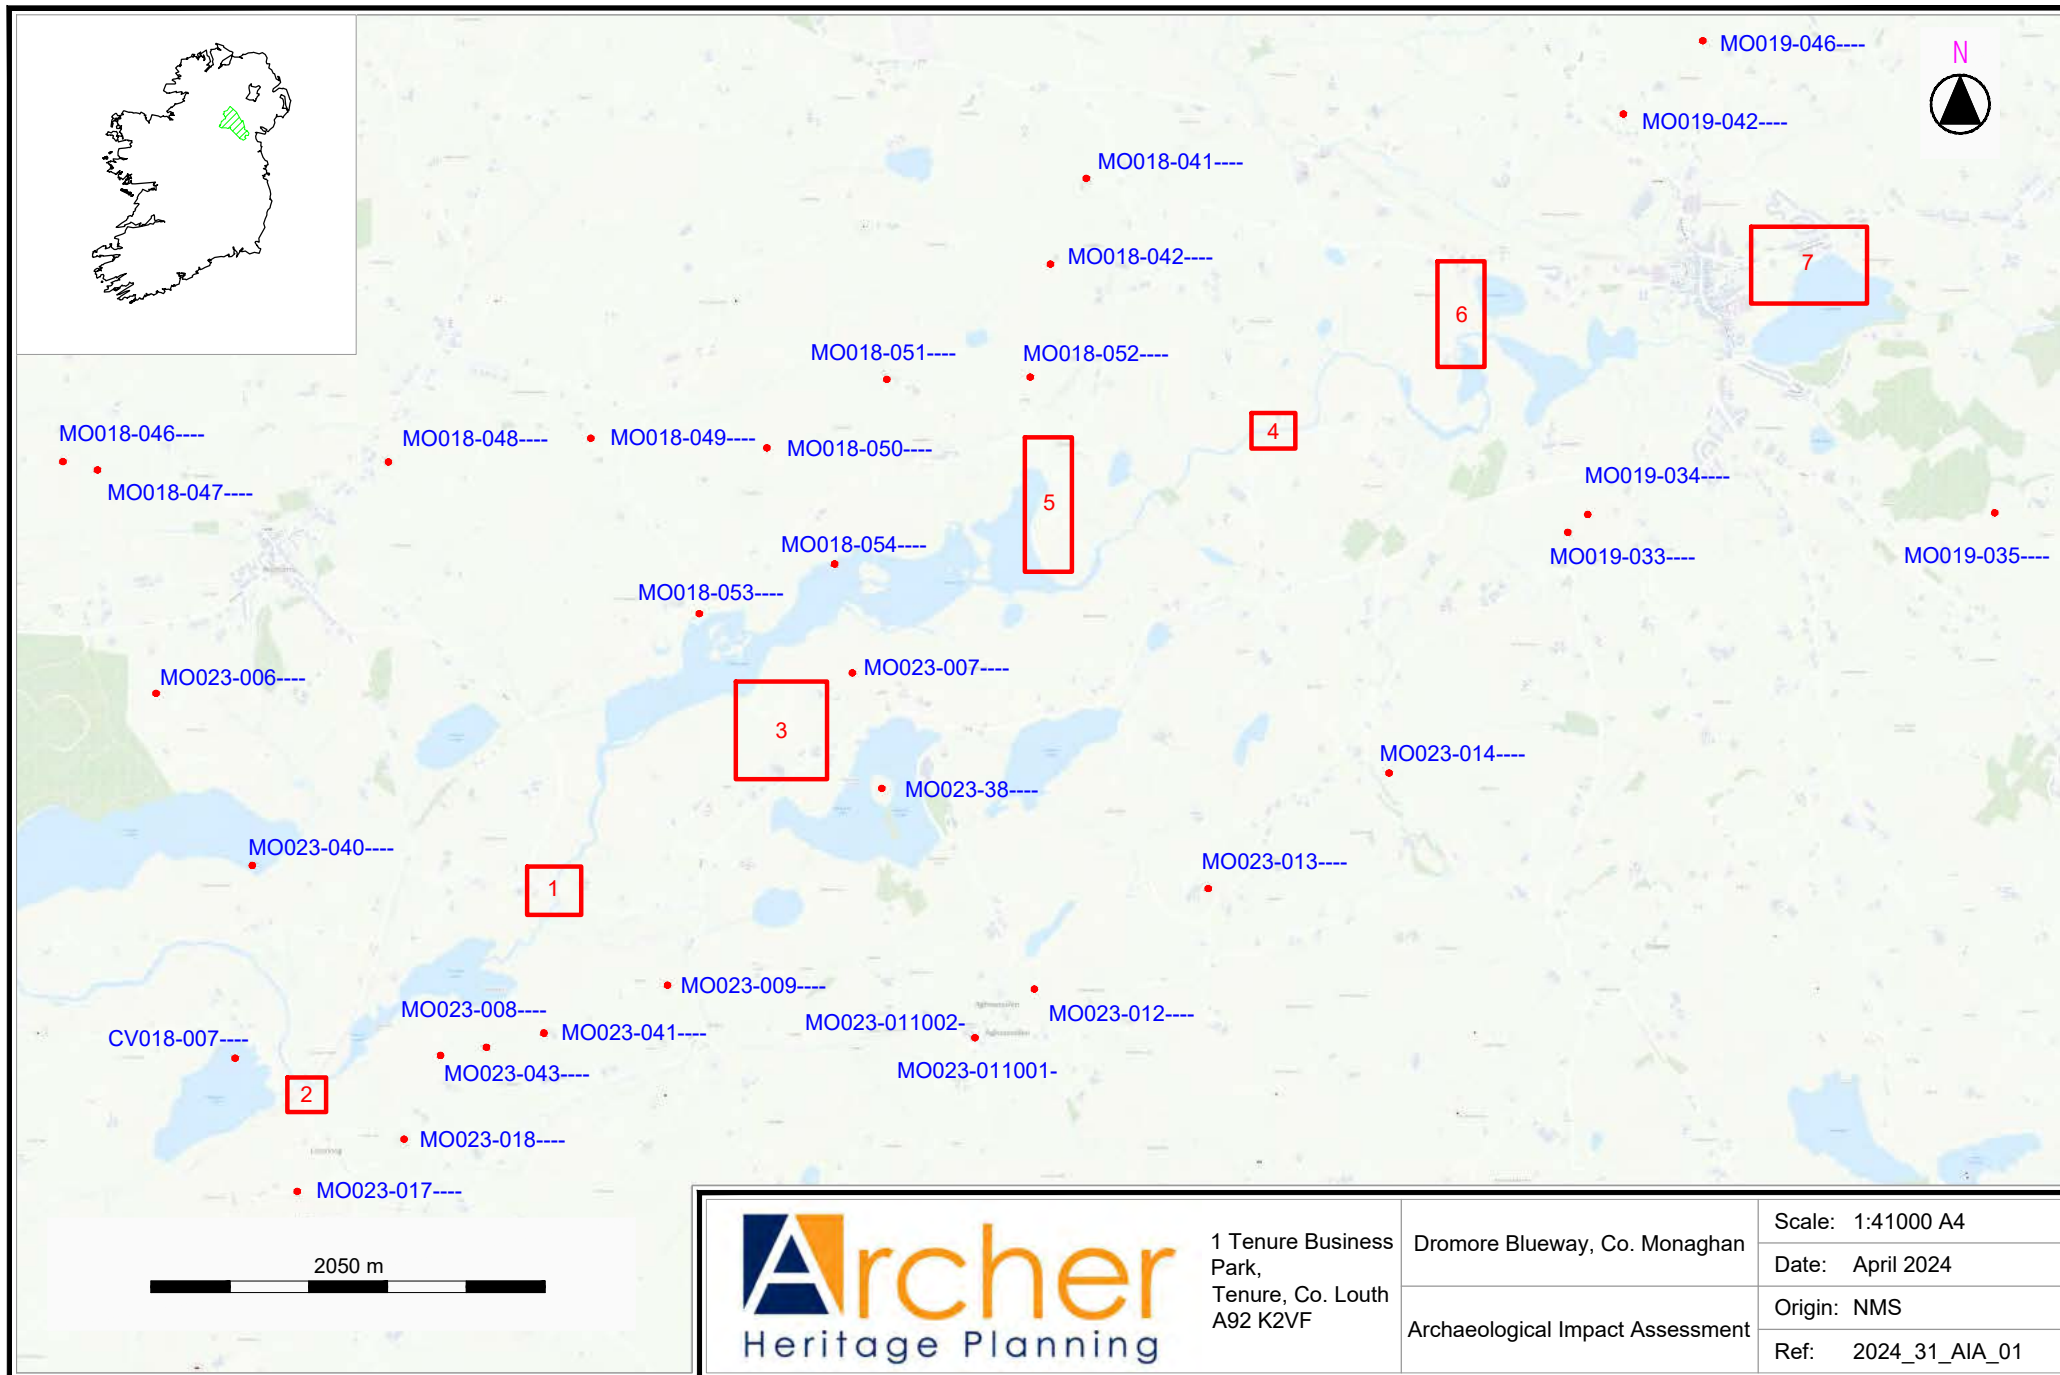 N
MO019-046----
MO019-042----
MO018-041----
MO018-042----
7
6
MO018-051----
MO018-052----
4
MO018-046----
MO018-047----
MO018-048----
MO018-049----
MO018-050----
MO019-034----
MO019-033----
MO019-035----
5
MO018-054----
MO018-053----
MO023-006----
MO023-007----
3
MO023-014----
MO023-38----
MO023-040----
MO023-013----
1
MO023-009----
MO023-008----
MO023-041----
MO023-043----
MO023-011002-
MO023-012----
MO023-011001-
CV018-007----
2
MO023-018----
MO023-017----
2050 m
Archer
Heritage Planning
1 Tenure Business
Park,
Tenure, Co. Louth
A92 K2VF
Dromore Blueway, Co. Monaghan
Archaeological Impact Assessment
Scale: 1:41000 A4
Date: April 2024
Origin: NMS
Ref: 2024_31_AIA_01